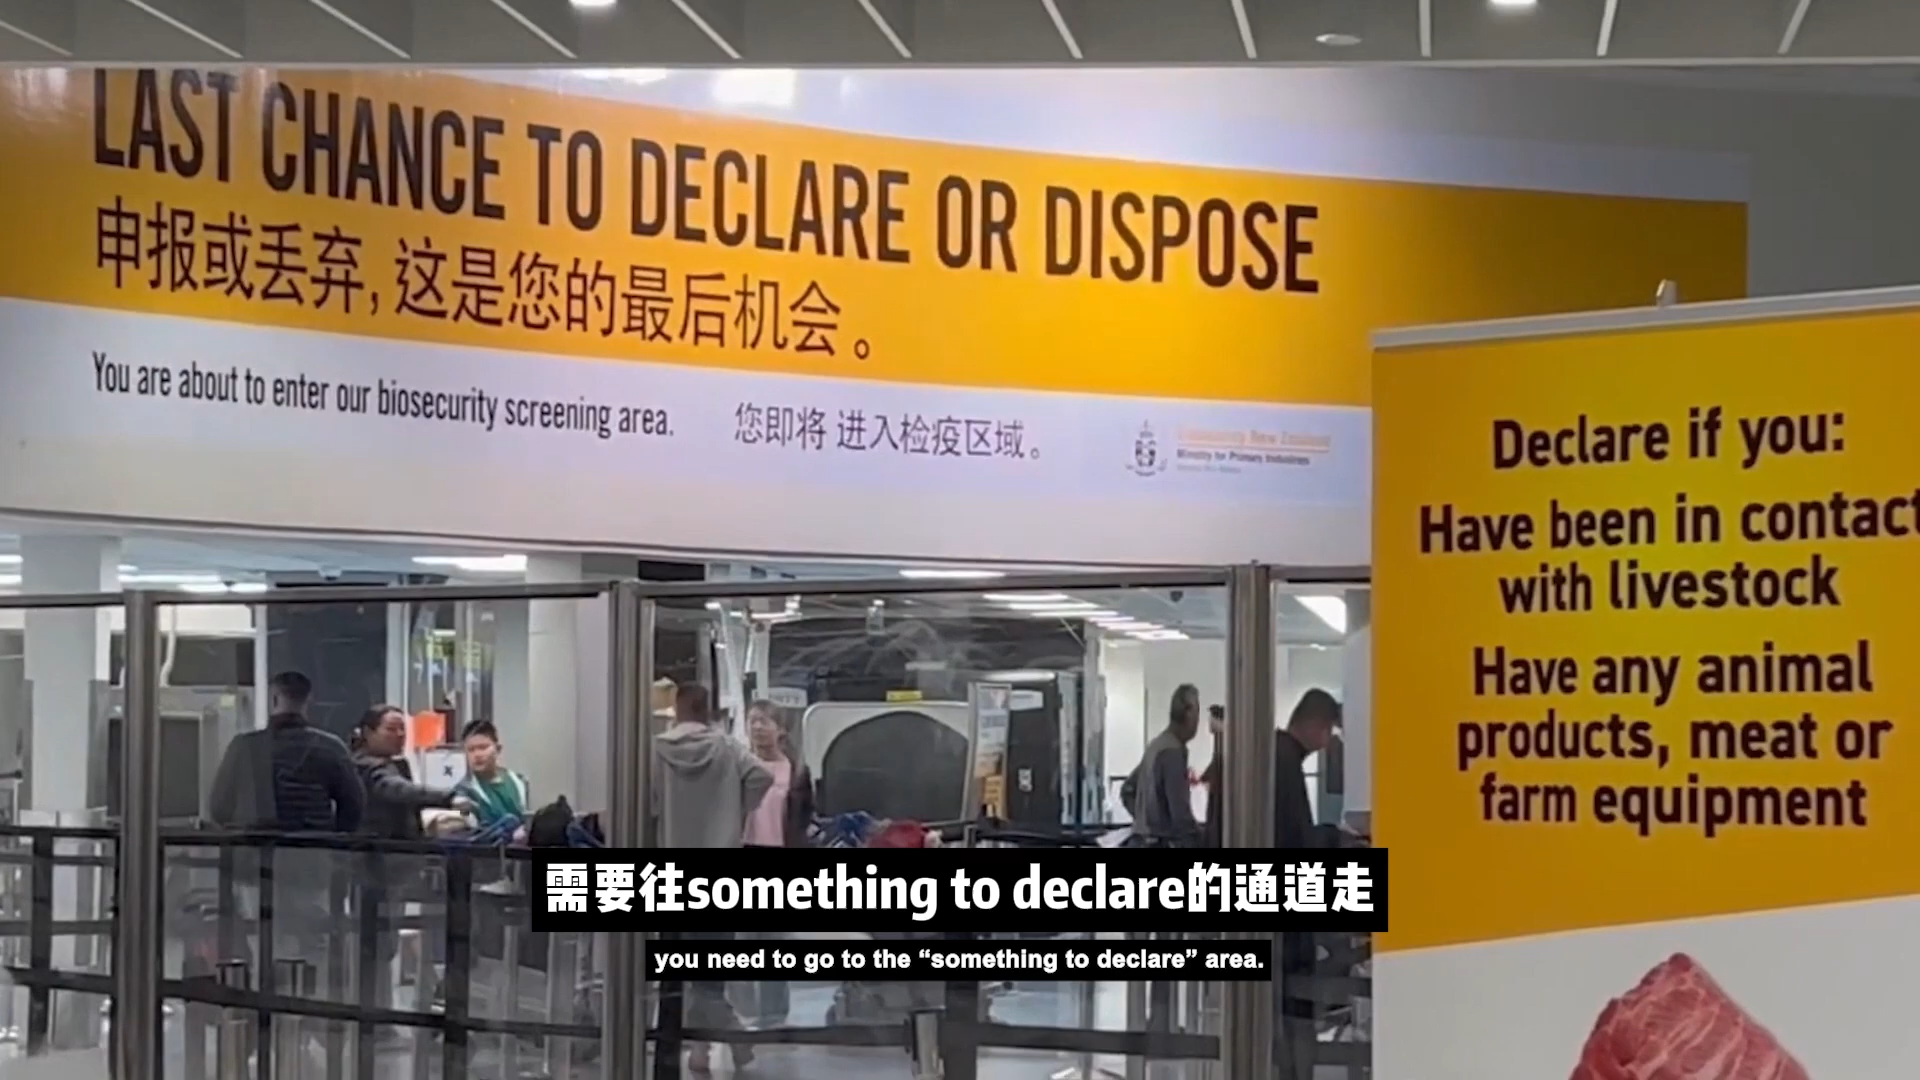 LAST CHANCE TO DECLARE OR DISPOSE
申报或丢弃,这是您的最后机会。
You are about to enter our biosecurity screening area.
您即将 进入检疫区域。
Biosecurity New Zealand
Ministry for Primary Industries
Declare if you:
Have been in contact
with livestock
Have any animal
products, meat or
farm equipment
需要往something to declare的通道走
you need to go to the “something to declare” area.